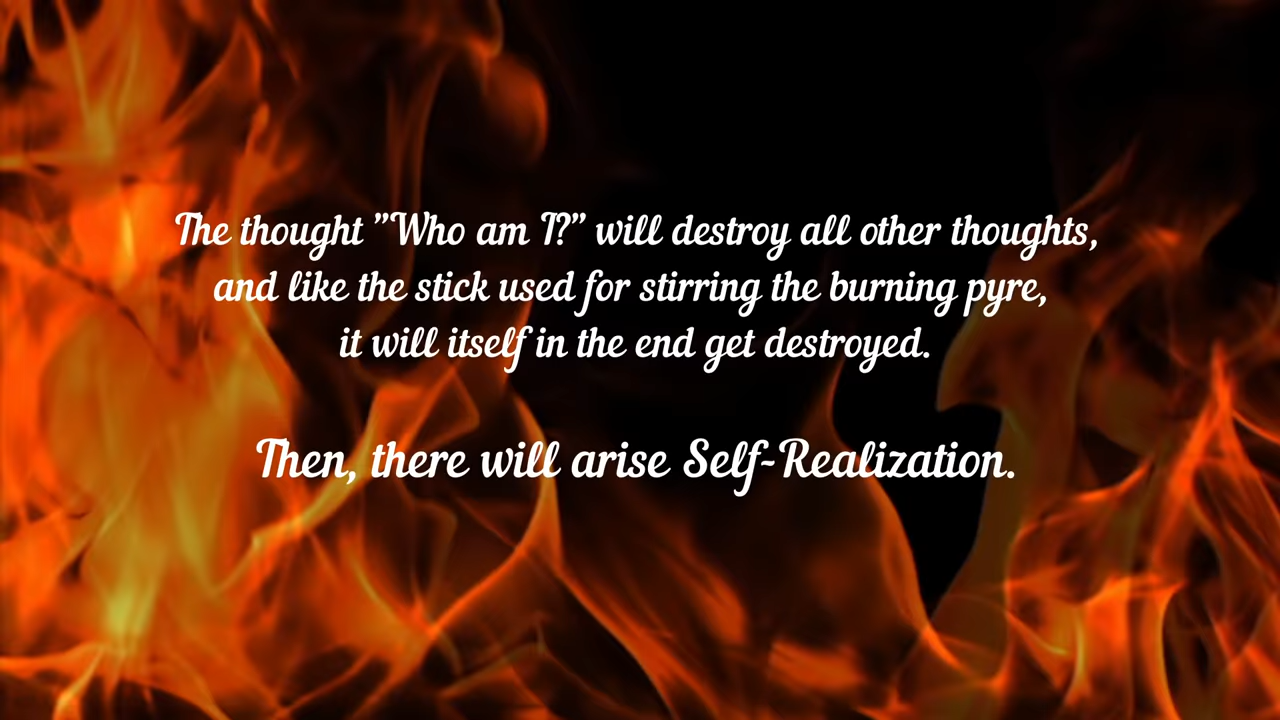 The thought "Who am I?" will destroy all other thoughts,
and like the stick used for stirring the burning pyre,
it will itself in the end get destroyed.
Then, there will arise Self-Realization.